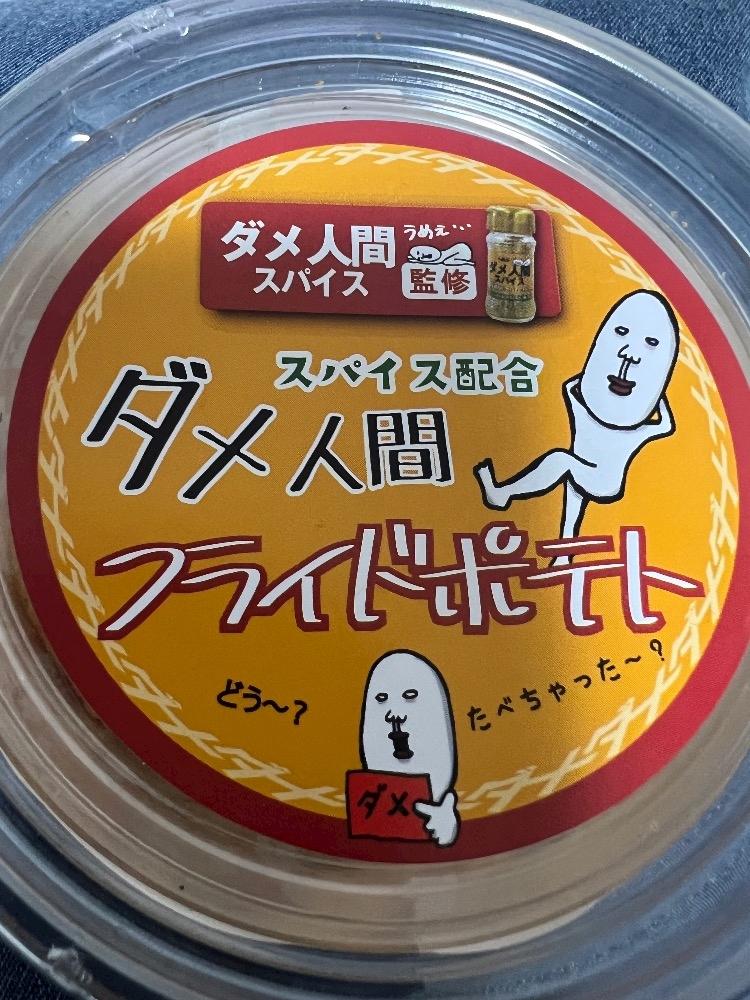 ダメ人間
うめぇ…
スパイス
監修
ダメ人間
スパイス
スパイス配合
ダメ人間
フライドポテト
どう〜?
たべちゃった〜?
ダメ